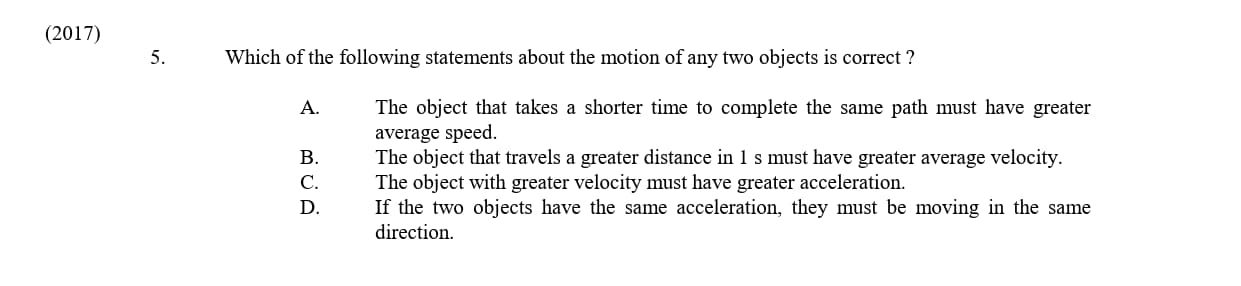 (2017)
5. Which of the following statements about the motion of any two objects is correct ?
A. The object that takes a shorter time to complete the same path must have greater
average speed.
B. The object that travels a greater distance in 1 s must have greater average velocity.
C. The object with greater velocity must have greater acceleration.
D. If the two objects have the same acceleration, they must be moving in the same
direction.